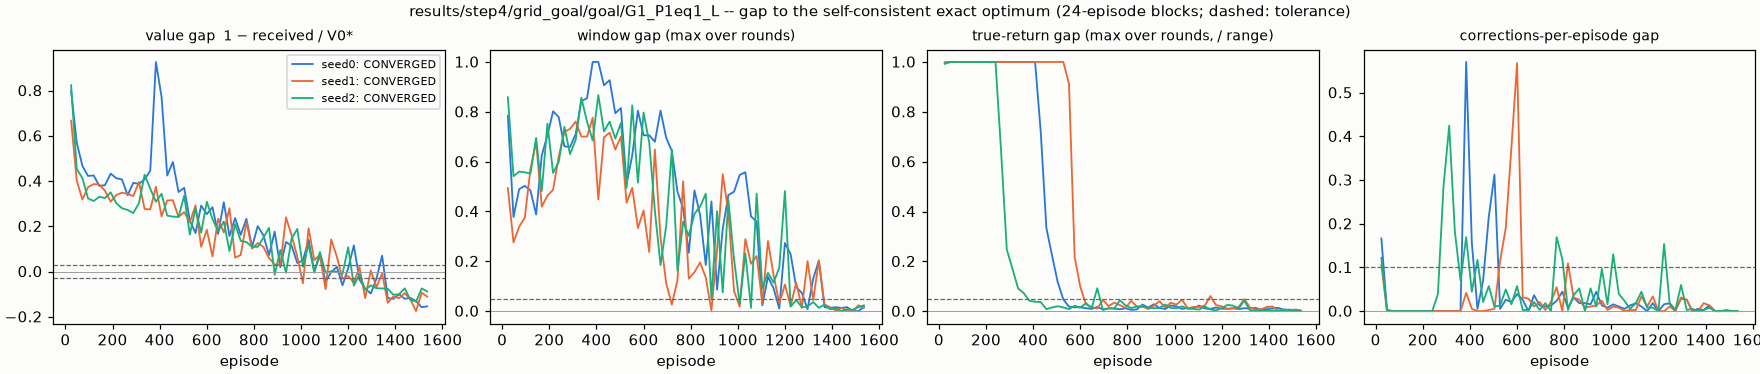 results/step4/grid_goal/goal/G1_P1eq1_L -- gap to the self-consistent exact optimum (24-episode blocks; dashed: tolerance)
value gap 1 − received / V0*
seed0: CONVERGED
seed1: CONVERGED
seed2: CONVERGED
0.8
0.6
0.4
0.2
0.0
−0.2
0 200 400 600 800 1000 1200 1400 1600
episode
window gap (max over rounds)
1.0
0.8
0.6
0.4
0.2
0.0
0 200 400 600 800 1000 1200 1400 1600
episode
true-return gap (max over rounds, / range)
1.0
0.8
0.6
0.4
0.2
0.0
0 200 400 600 800 1000 1200 1400 1600
episode
corrections-per-episode gap
0.5
0.4
0.3
0.2
0.1
0.0
0 200 400 600 800 1000 1200 1400 160
episode